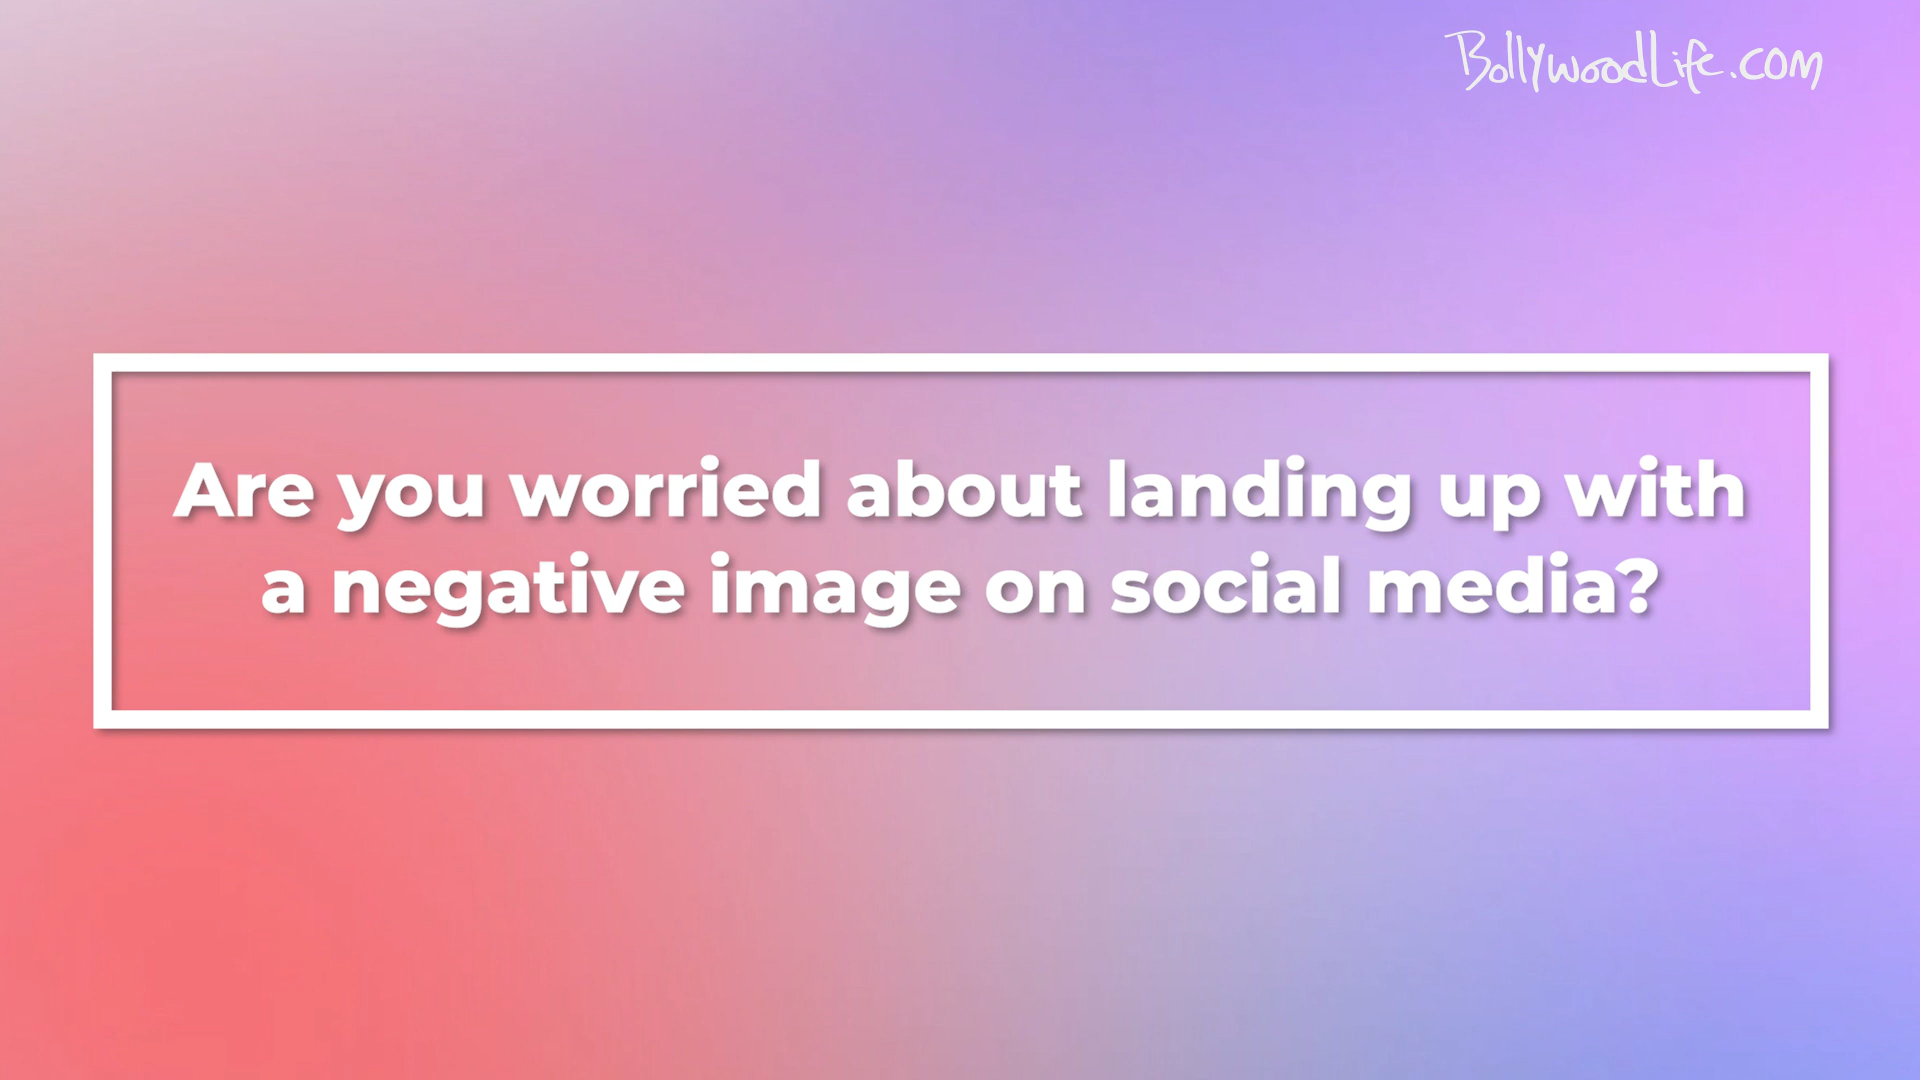 BollywoodLife.com
Are you worried about landing up with
a negative image on social media?